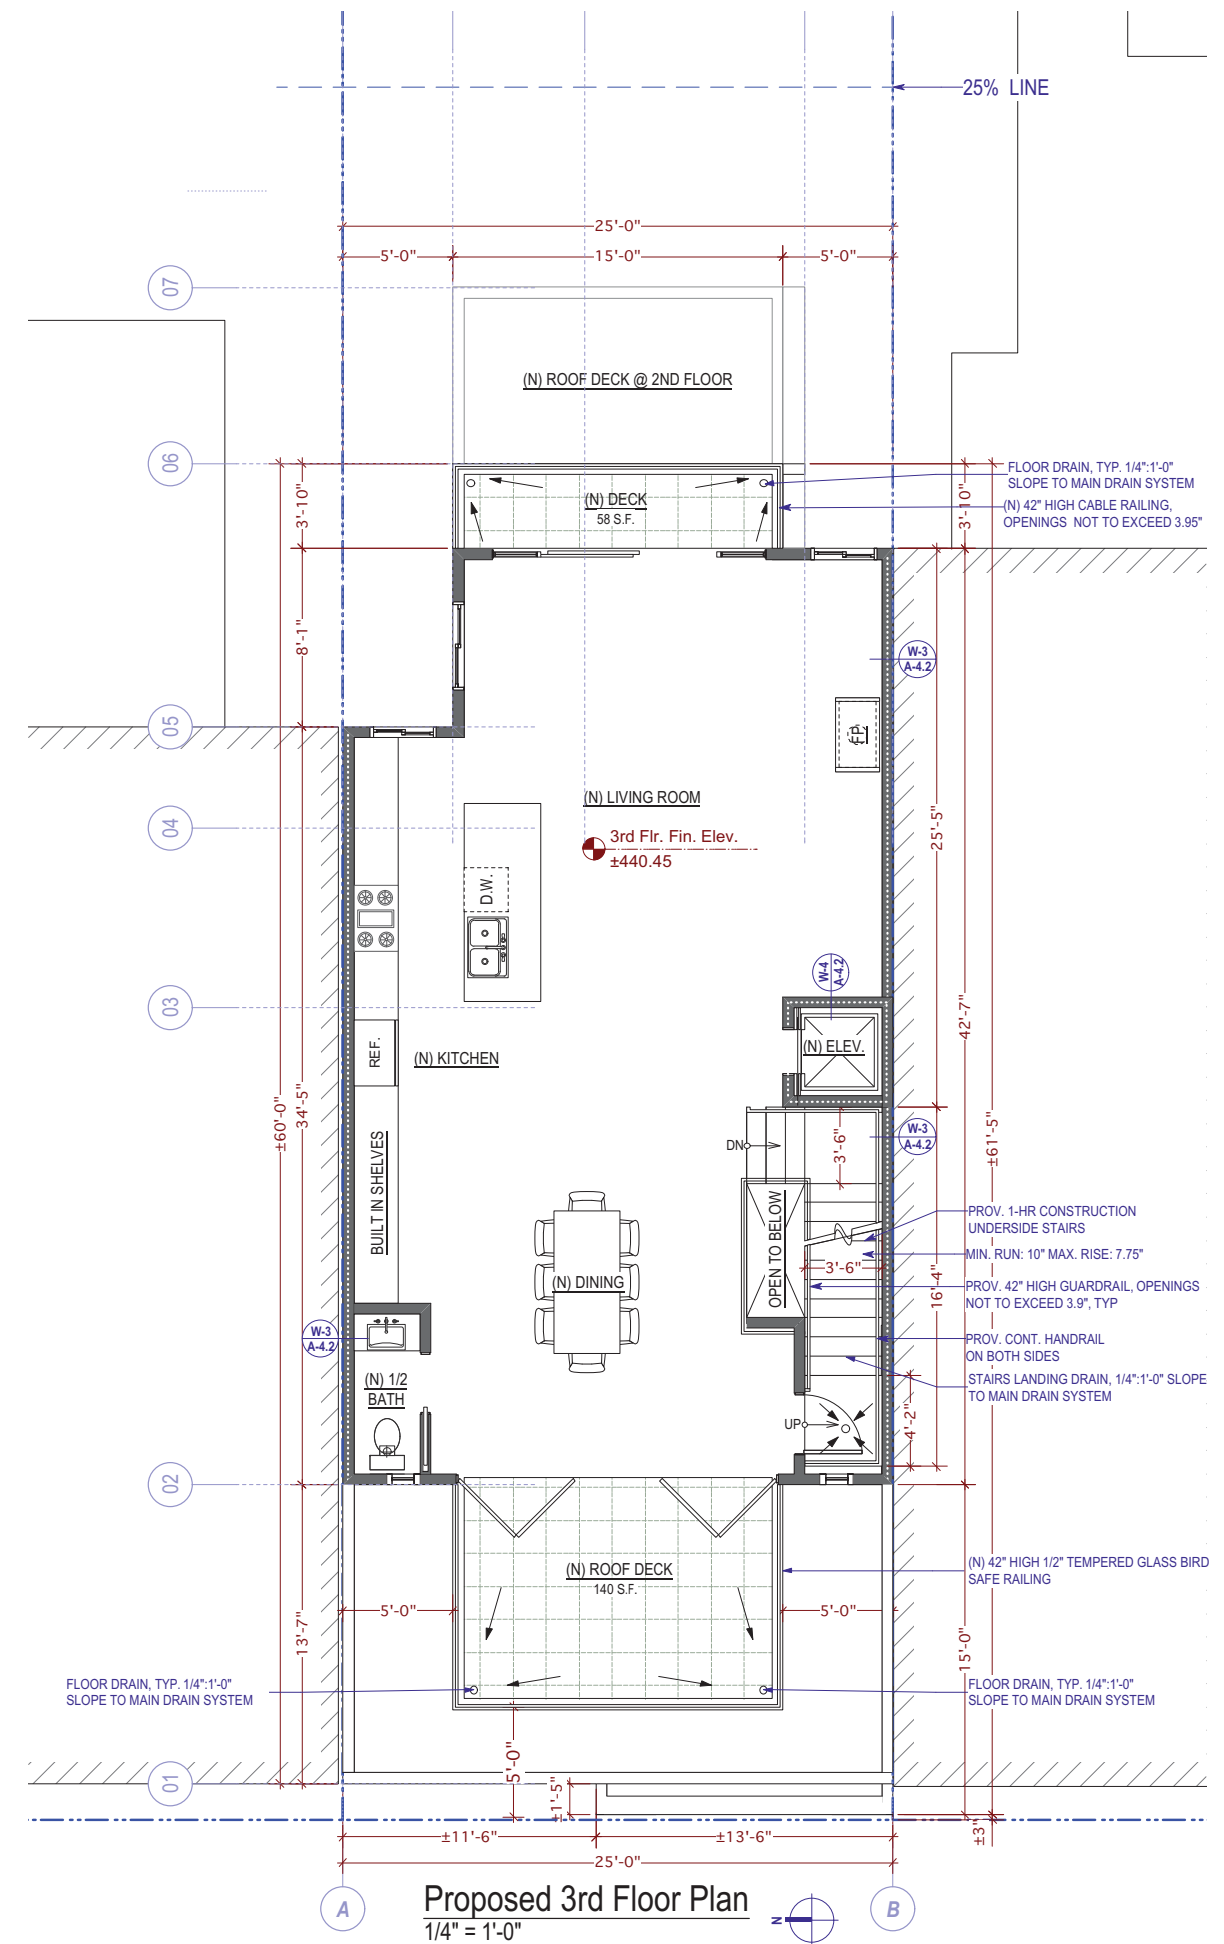 25% LINE
25'-0"
5'-0"
15'-0"
5'-0"
07
(N) ROOF DECK @ 2ND FLOOR
06
FLOOR DRAIN, TYP. 1/4":1'-0"
SLOPE TO MAIN DRAIN SYSTEM
3'-10"
(N) DECK
58 S.F.
3'-10"
(N) 42" HIGH CABLE RAILING,
OPENINGS NOT TO EXCEED 3.95"
8'-1"
W-3
A-4.2
05
FP.
(N) LIVING ROOM
04
3rd Flr. Fin. Elev.
±440.45
25'-5"
D.W.
W-4
A-4.2
03
42'-7"
REF.
(N) KITCHEN
(N) ELEV.
±60'-0"
34'-5"
BUILT IN SHELVES
DN
3'-6"
W-3
A-4.2
±61'-5"
OPEN TO BELOW
PROV. 1-HR CONSTRUCTION
UNDERSIDE STAIRS
MIN. RUN: 10" MAX. RISE: 7.75"
3'-6"
(N) DINING
16'-4"
PROV. 42" HIGH GUARDRAIL, OPENINGS
NOT TO EXCEED 3.9", TYP
W-3
A-4.2
PROV. CONT. HANDRAIL
ON BOTH SIDES
(N) 1/2
BATH
STAIRS LANDING DRAIN, 1/4":1'-0" SLOPE
TO MAIN DRAIN SYSTEM
UP
4'-2"
02
(N) ROOF DECK
140 S.F.
(N) 42" HIGH 1/2" TEMPERED GLASS BIRD
SAFE RAILING
5'-0"
5'-0"
13'-7"
15'-0"
FLOOR DRAIN, TYP. 1/4":1'-0"
SLOPE TO MAIN DRAIN SYSTEM
FLOOR DRAIN, TYP. 1/4":1'-0"
SLOPE TO MAIN DRAIN SYSTEM
5'-0"
01
±1'-5"
±3"
±11'-6"
±13'-6"
25'-0"
A
Proposed 3rd Floor Plan
1/4" = 1'-0"
N
B